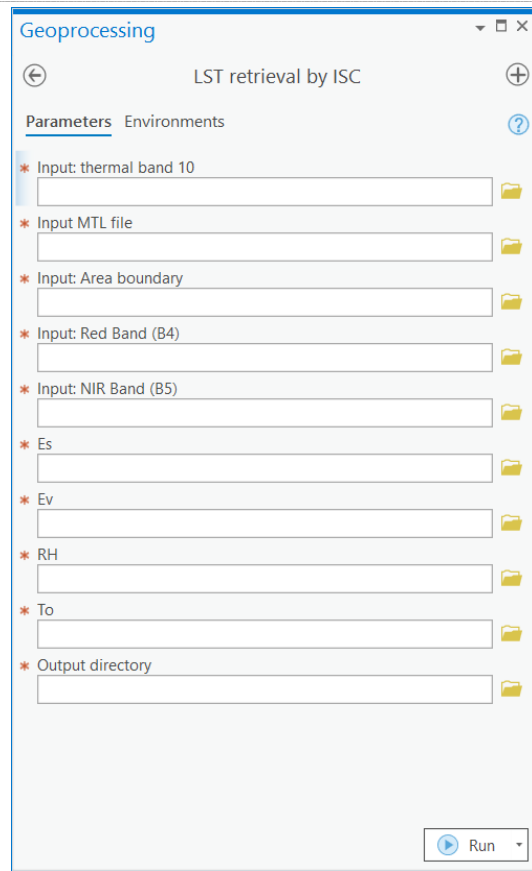 Geoprocessing
LST retrieval by ISC
Parameters Environments
* Input: thermal band 10
* Input MTL file
* Input: Area boundary
* Input: Red Band (B4)
* Input: NIR Band (B5)
* Es
* Ev
* RH
* To
* Output directory
Run